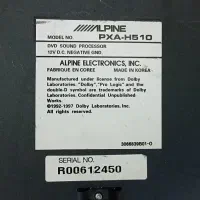 ALPINE
MODEL NO. PXA-H510
DVD SOUND PROCESSOR
12V D.C. NEGATIVE GND
ALPINE ELECTRONICS, INC.
FABRIQUE EN COREE MADE IN KOREA
Manufactured under license from Dolby
Laboratories. "Dolby", "Pro Logic" and the
double-D symbol are trademarks of Dolby
Laboratories. Confidential Unpublished
Works.
©1992-1997 Dolby Laboratories, Inc.
All rights reserved.
SERIAL NO.
R00612450